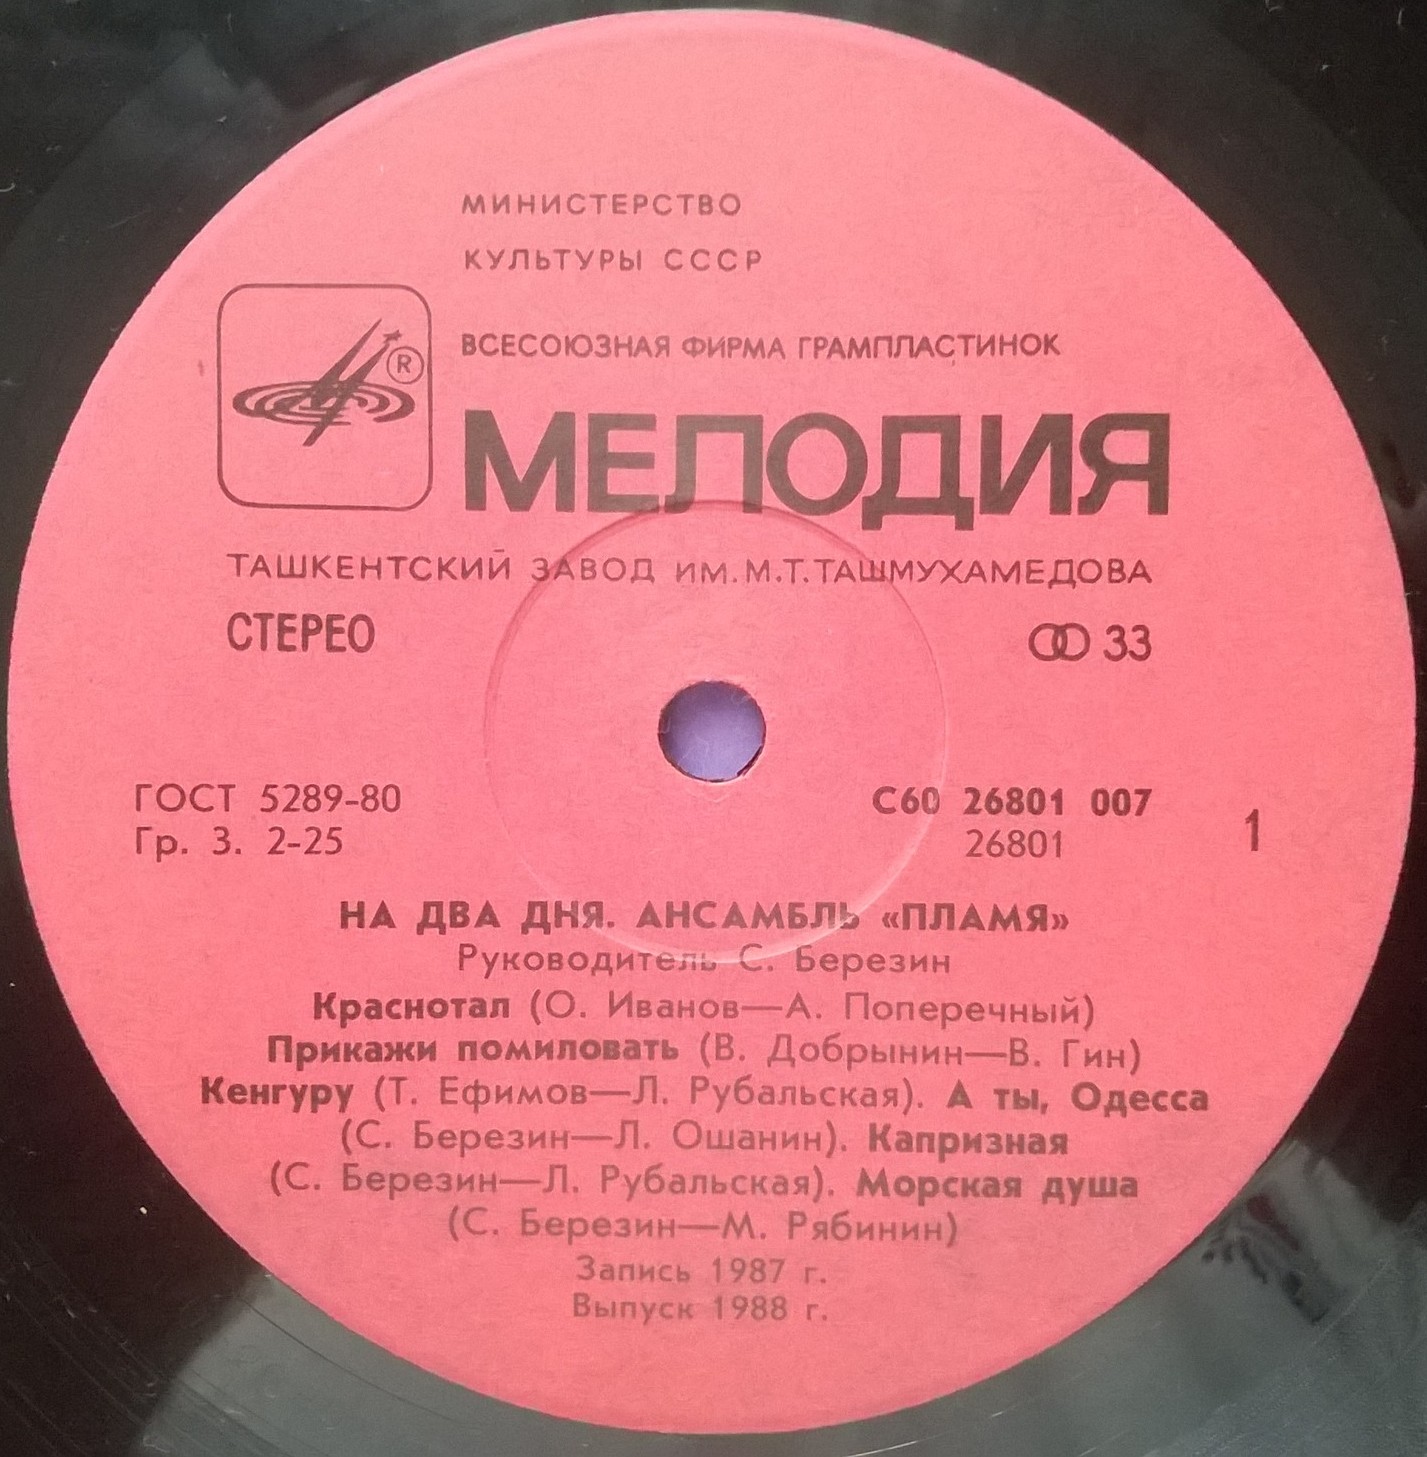 МИНИСТЕРСТВО
КУЛЬТУРЫ СССР
ВСЕСОЮЗНАЯ ФИРМА ГРАМПЛАСТИНОК
®
МЕЛОДИЯ
ТАШКЕНТСКИЙ ЗАВОД ИМ.М.Т.ТАШМУХАМЕДОВА
СТЕРЕО 33
ГОСТ 5289-80 С60 26801 007
Гр. 3. 2-25 26801 1
НА ДВА ДНЯ. АНСАМБЛЬ «ПЛАМЯ»
Руководитель С. Березин
Краснотал (О. Иванов—А. Поперечный)
Прикажи помиловать (В. Добрынин—В. Гин)
Кенгуру (Т. Ефимов—Л. Рубальская). А ты, Одесса
(С. Березин—Л. Ошанин). Капризная
(С. Березин—Л. Рубальская). Морская душа
(С. Березин—М. Рябинин)
Запись 1987 г.
Выпуск 1988 г.